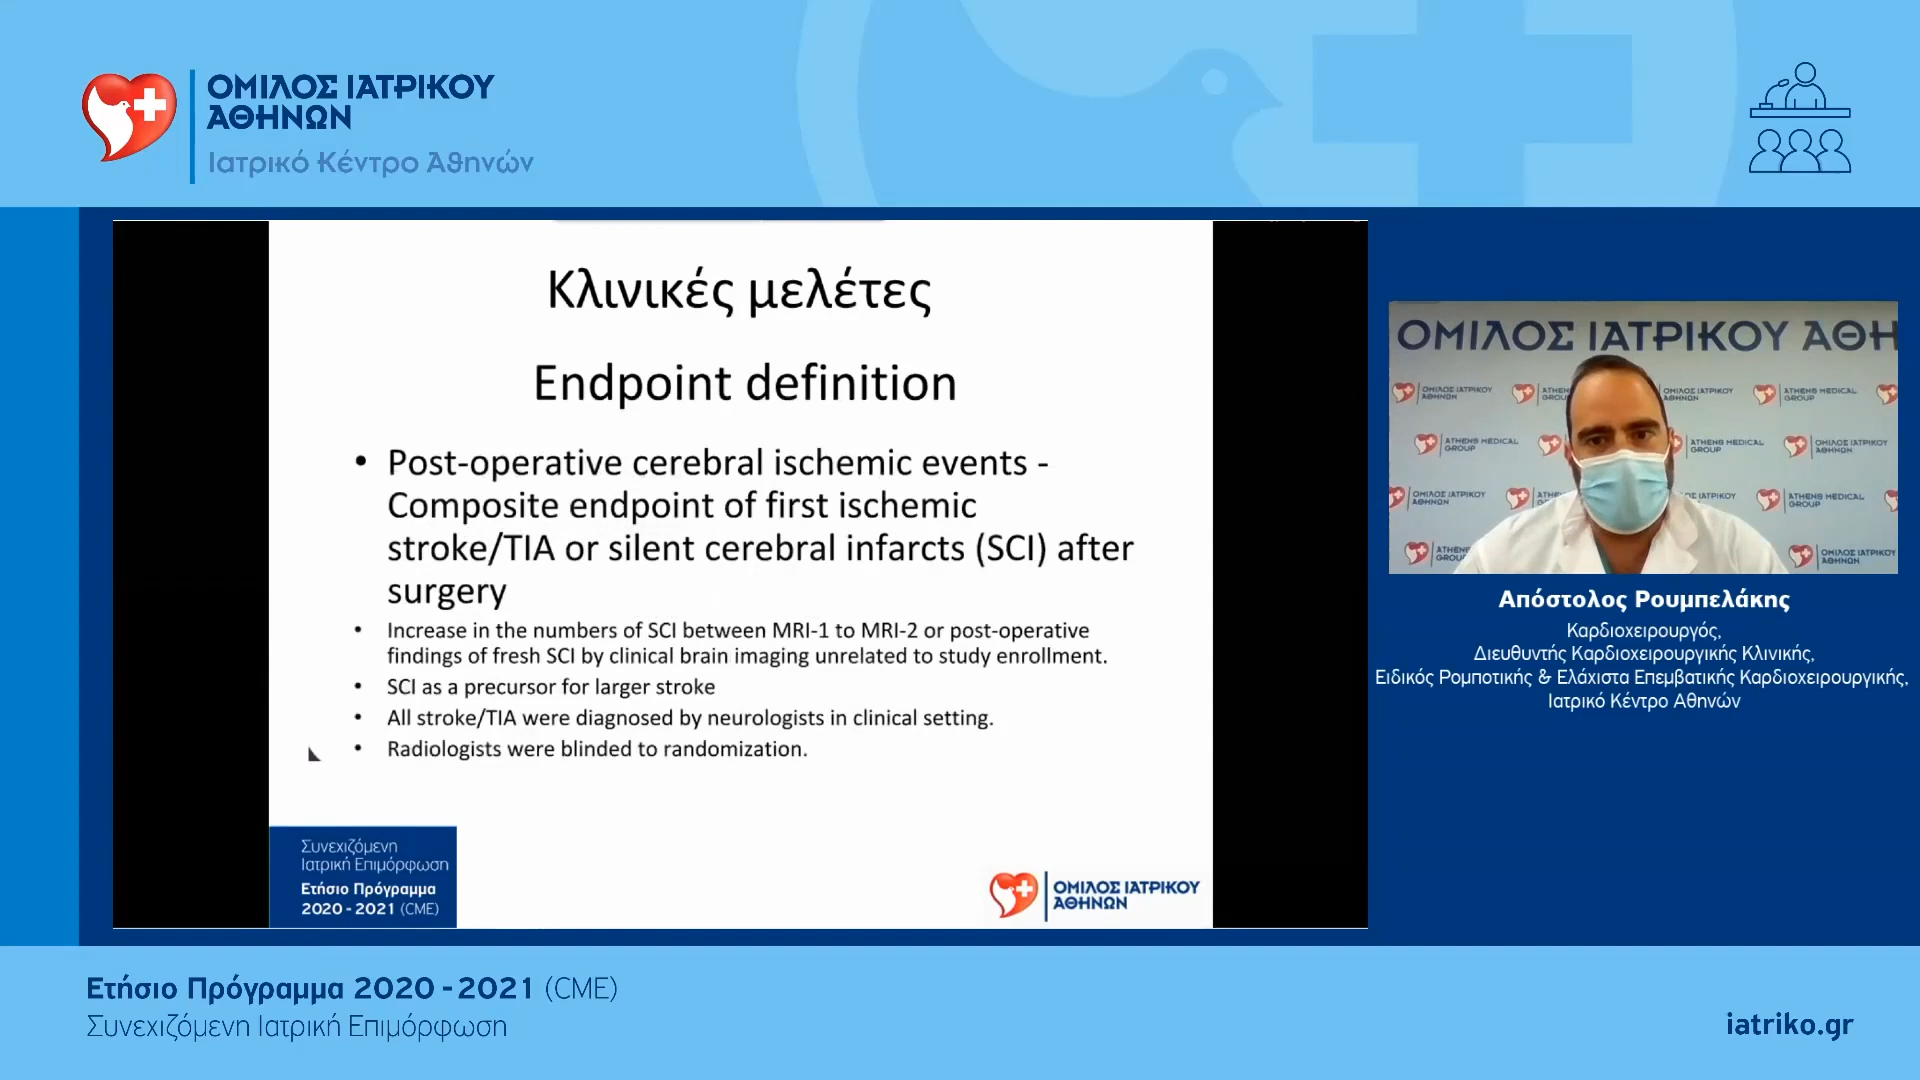 ΟΜΙΛΟΣ ΙΑΤΡΙΚΟΥ
ΑΘΗΝΩΝ
Ιατρικό Κέντρο Αθηνών
Κλινικές μελέτες
Endpoint definition
• Post-operative cerebral ischemic events -
Composite endpoint of first ischemic
stroke/TIA or silent cerebral infarcts (SCI) after
surgery
• Increase in the numbers of SCI between MRI-1 to MRI-2 or post-operative
findings of fresh SCI by clinical brain imaging unrelated to study enrollment.
• SCI as a precursor for larger stroke
• All stroke/TIA were diagnosed by neurologists in clinical setting.
• Radiologists were blinded to randomization.
Συνεχιζόμενη
Ιατρική Επιμόρφωση
Ετήσιο Πρόγραμμα
2020 - 2021 (CME)
ΟΜΙΛΟΣ ΙΑΤΡΙΚΟΥ
ΑΘΗΝΩΝ
ΟΜΙΛΟΣ ΙΑΤΡΙΚΟΥ ΑΘΗ
ΟΜΙΛΟΣ ΙΑΤΡΙΚΟΥ
ΑΘΗΝΩΝ
ATHENS MEDICAL
GROUP
Απόστολος Ρουμπελάκης
Καρδιοχειρουργός,
Διευθυντής Καρδιοχειρουργικής Κλινικής,
Ειδικός Ρομποτικής & Ελάχιστα Επεμβατικής Καρδιοχειρουργικής,
Ιατρικό Κέντρο Αθηνών
Ετήσιο Πρόγραμμα 2020 - 2021 (CME)
Συνεχιζόμενη Ιατρική Επιμόρφωση
iatriko.gr